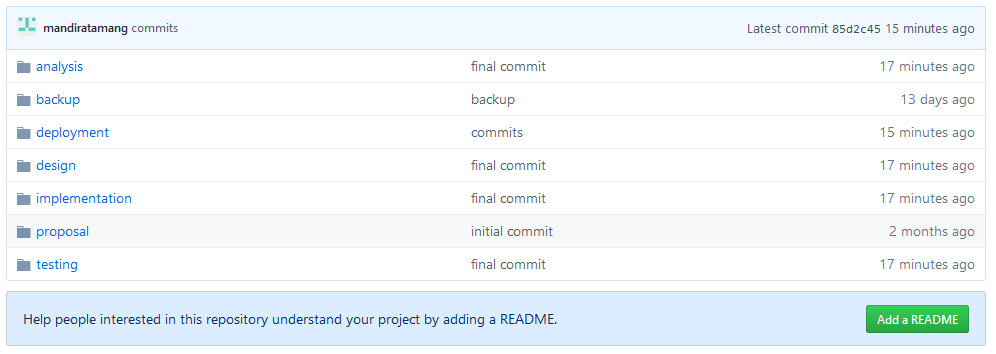 mandiratamang commits Latest commit 85d2c45 15 minutes ago
analysis final commit 17 minutes ago
backup backup 13 days ago
deployment commits 15 minutes ago
design final commit 17 minutes ago
implementation final commit 17 minutes ago
proposal initial commit 2 months ago
testing final commit 17 minutes ago
Help people interested in this repository understand your project by adding a README. Add a README